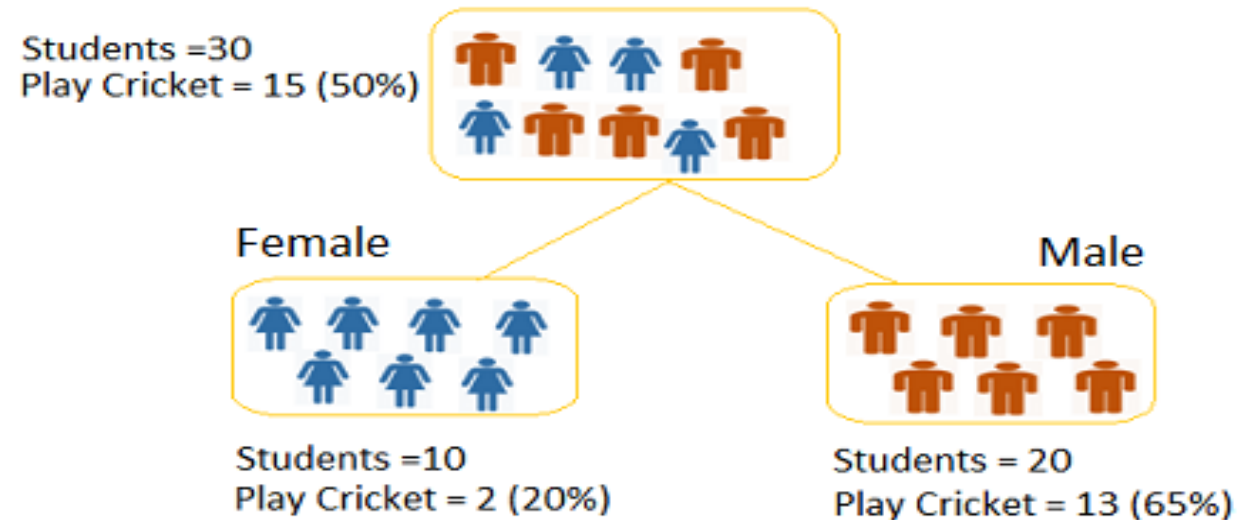 Students =30
Play Cricket = 15 (50%)
Female
Male
Students =10
Play Cricket = 2 (20%)
Students = 20
Play Cricket = 13 (65%)